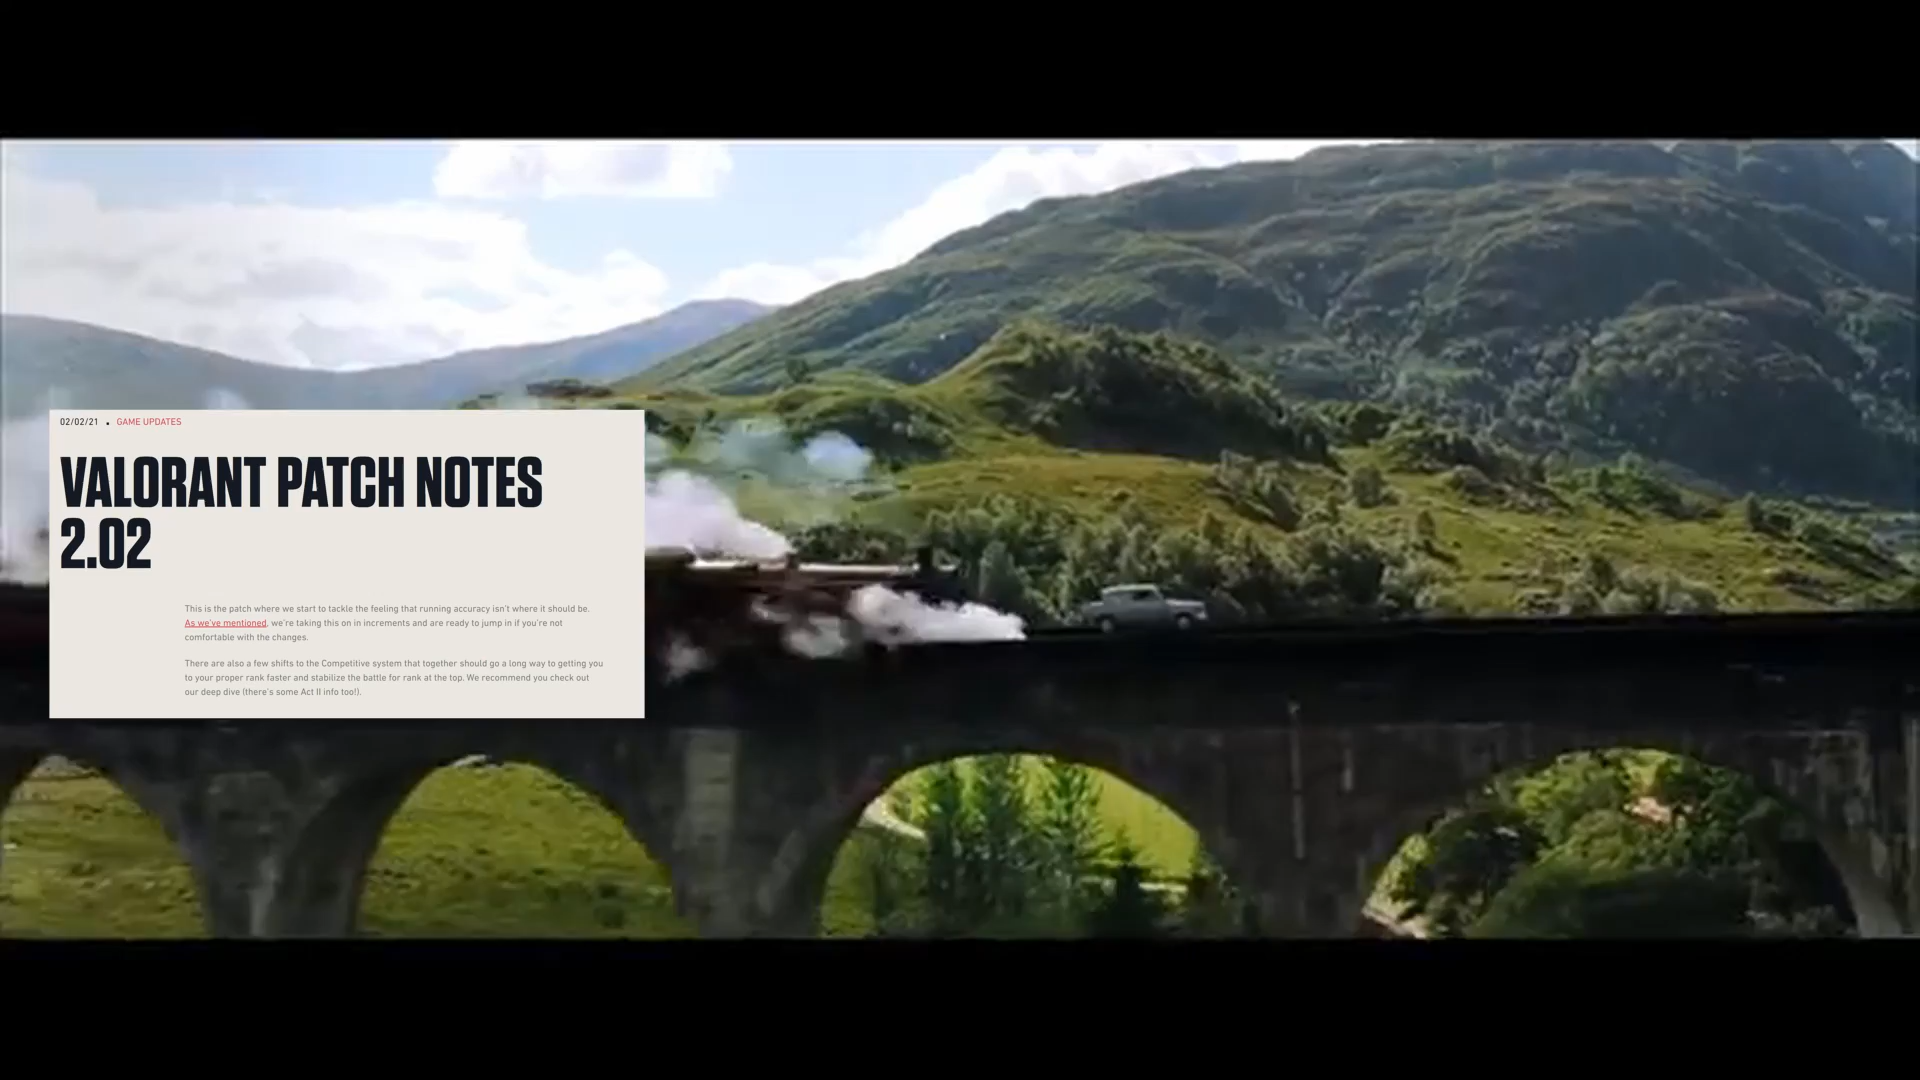 02/02/21 • GAME UPDATES
VALORANT PATCH NOTES
2.02
This is the patch where we start to tackle the feeling that running accuracy isn't where it should be.
As we've mentioned, we're taking this on in increments and are ready to jump in if you're not
comfortable with the changes.
There are also a few shifts to the Competitive system that together should go a long way to getting you
to your proper rank faster and stabilize the battle for rank at the top. We recommend you check out
our deep dive (there's some Act II info too!).